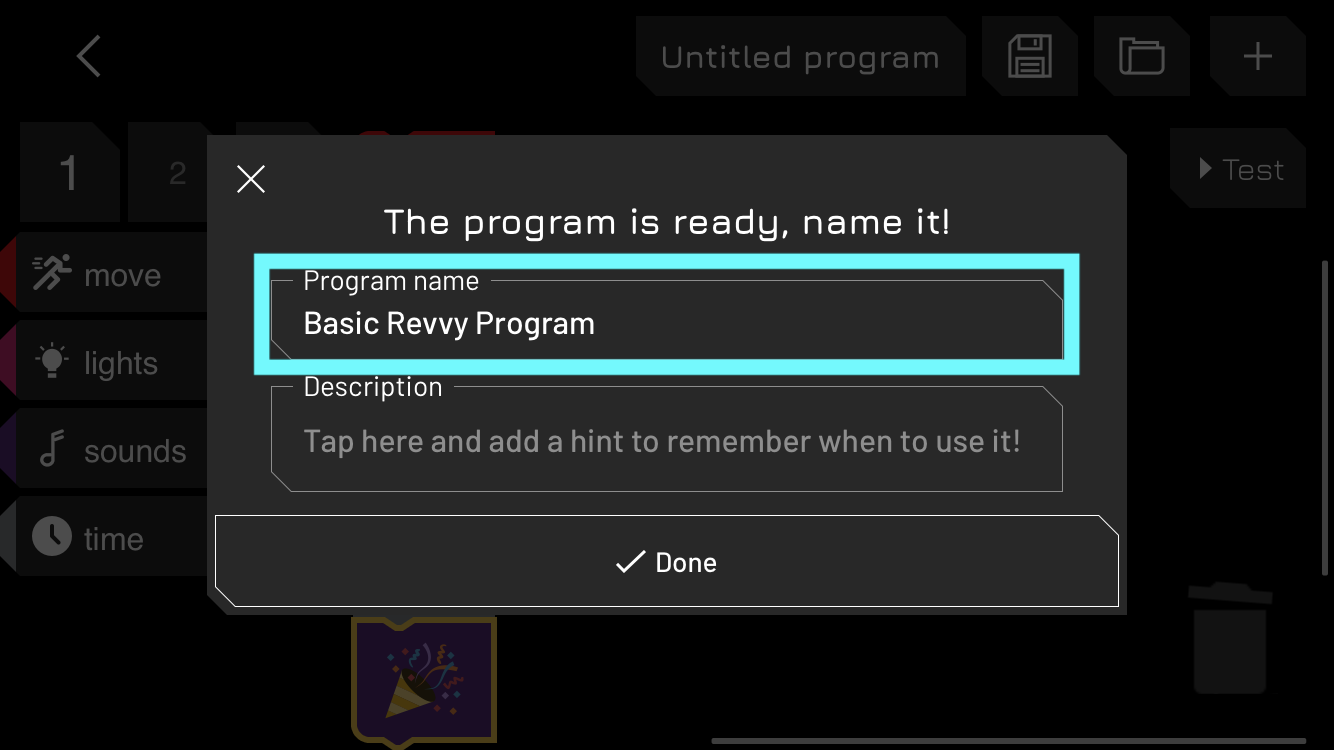 Untitled program
1
2
Test
The program is ready, name it!
Program name
Basic Revvy Program
Description
Tap here and add a hint to remember when to use it!
Done
move
lights
sounds
time